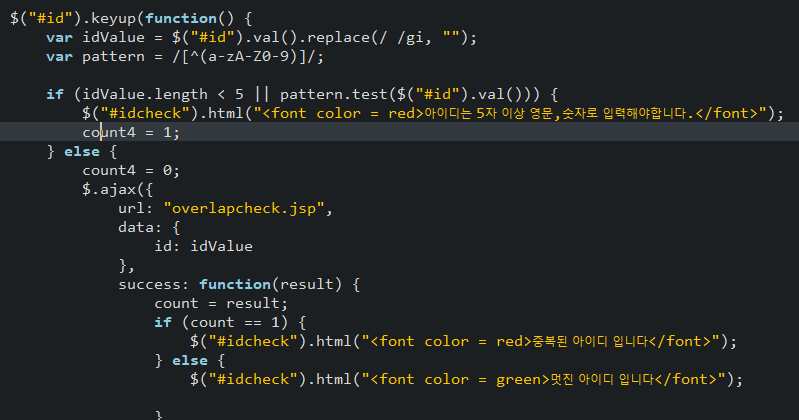 $("#id").keyup(function() {
var idValue = $("#id").val().replace(/ /gi, "");
var pattern = /[^(a-zA-Z0-9)]/;
if (idValue.length < 5 || pattern.test($("#id").val())) {
$("#idcheck").html("<font color = red>아이디는 5자 이상 영문,숫자로 입력해야합니다.</font>");
count4 = 1;
} else {
count4 = 0;
$.ajax({
url: "overlapcheck.jsp",
data: {
id: idValue
},
success: function(result) {
count = result;
if (count == 1) {
$("#idcheck").html("<font color = red>중복된 아이디 입니다</font>");
} else {
$("#idcheck").html("<font color = green>멋진 아이디 입니다</font>");
}